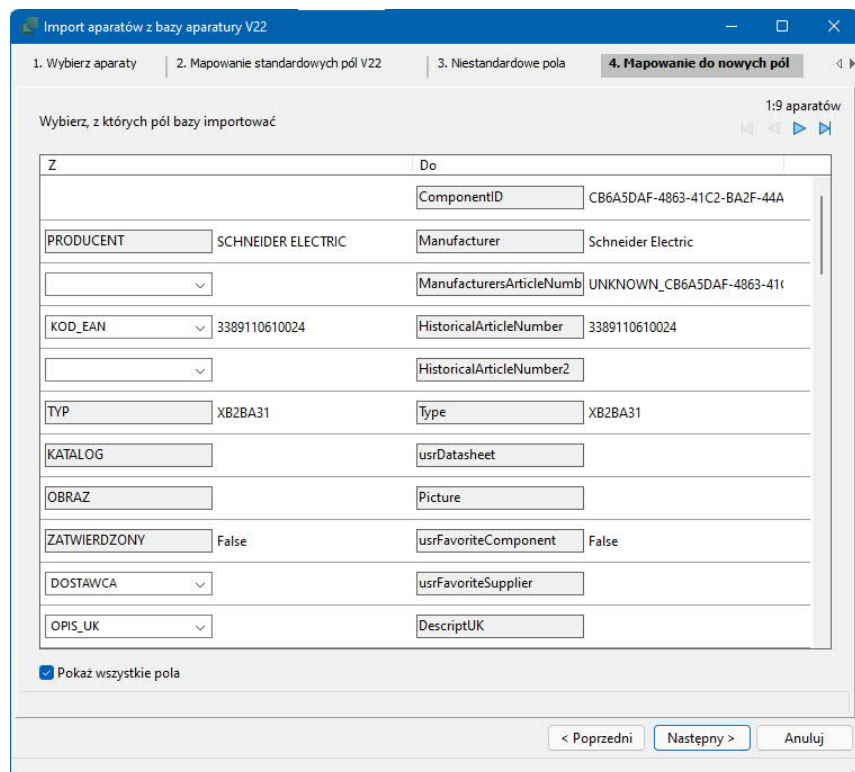 Import aparatów z bazy aparatury V22
1. Wybierz aparaty
2. Mapowanie standardowych pól V22
3. Niestandardowe pola
4. Mapowanie do nowych pól
1:9 aparatów
Wybierz, z których pól bazy importować
Z Do
ComponentID CB6A5DAF-4863-41C2-BA2F-44A
PRODUCENT SCHNEIDER ELECTRIC Manufacturer Schneider Electric
ManufacturersArticleNumb UNKNOWN_CB6A5DAF-4863-41(
KOD_EAN 3389110610024 HistoricalArticleNumber 3389110610024
HistoricalArticleNumber2
TYP XB2BA31 Type XB2BA31
KATALOG usrDatasheet
OBRAZ Picture
ZATWIERDZONY False usrFavoriteComponent False
DOSTAWCA usrFavoriteSupplier
OPIS_UK DescriptUK
Pokaż wszystkie pola
< Poprzedni Następny > Anuluj